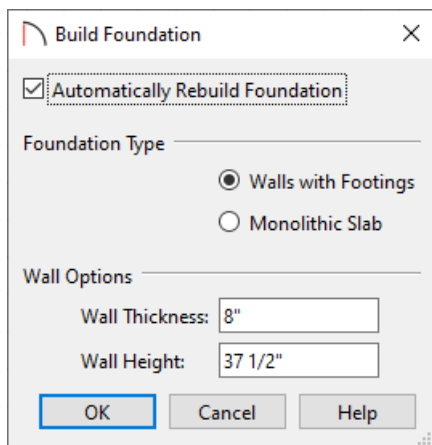 Build Foundation
Automatically Rebuild Foundation
Foundation Type
Walls with Footings
Monolithic Slab
Wall Options
Wall Thickness: 8"
Wall Height: 37 1/2"
OK Cancel Help